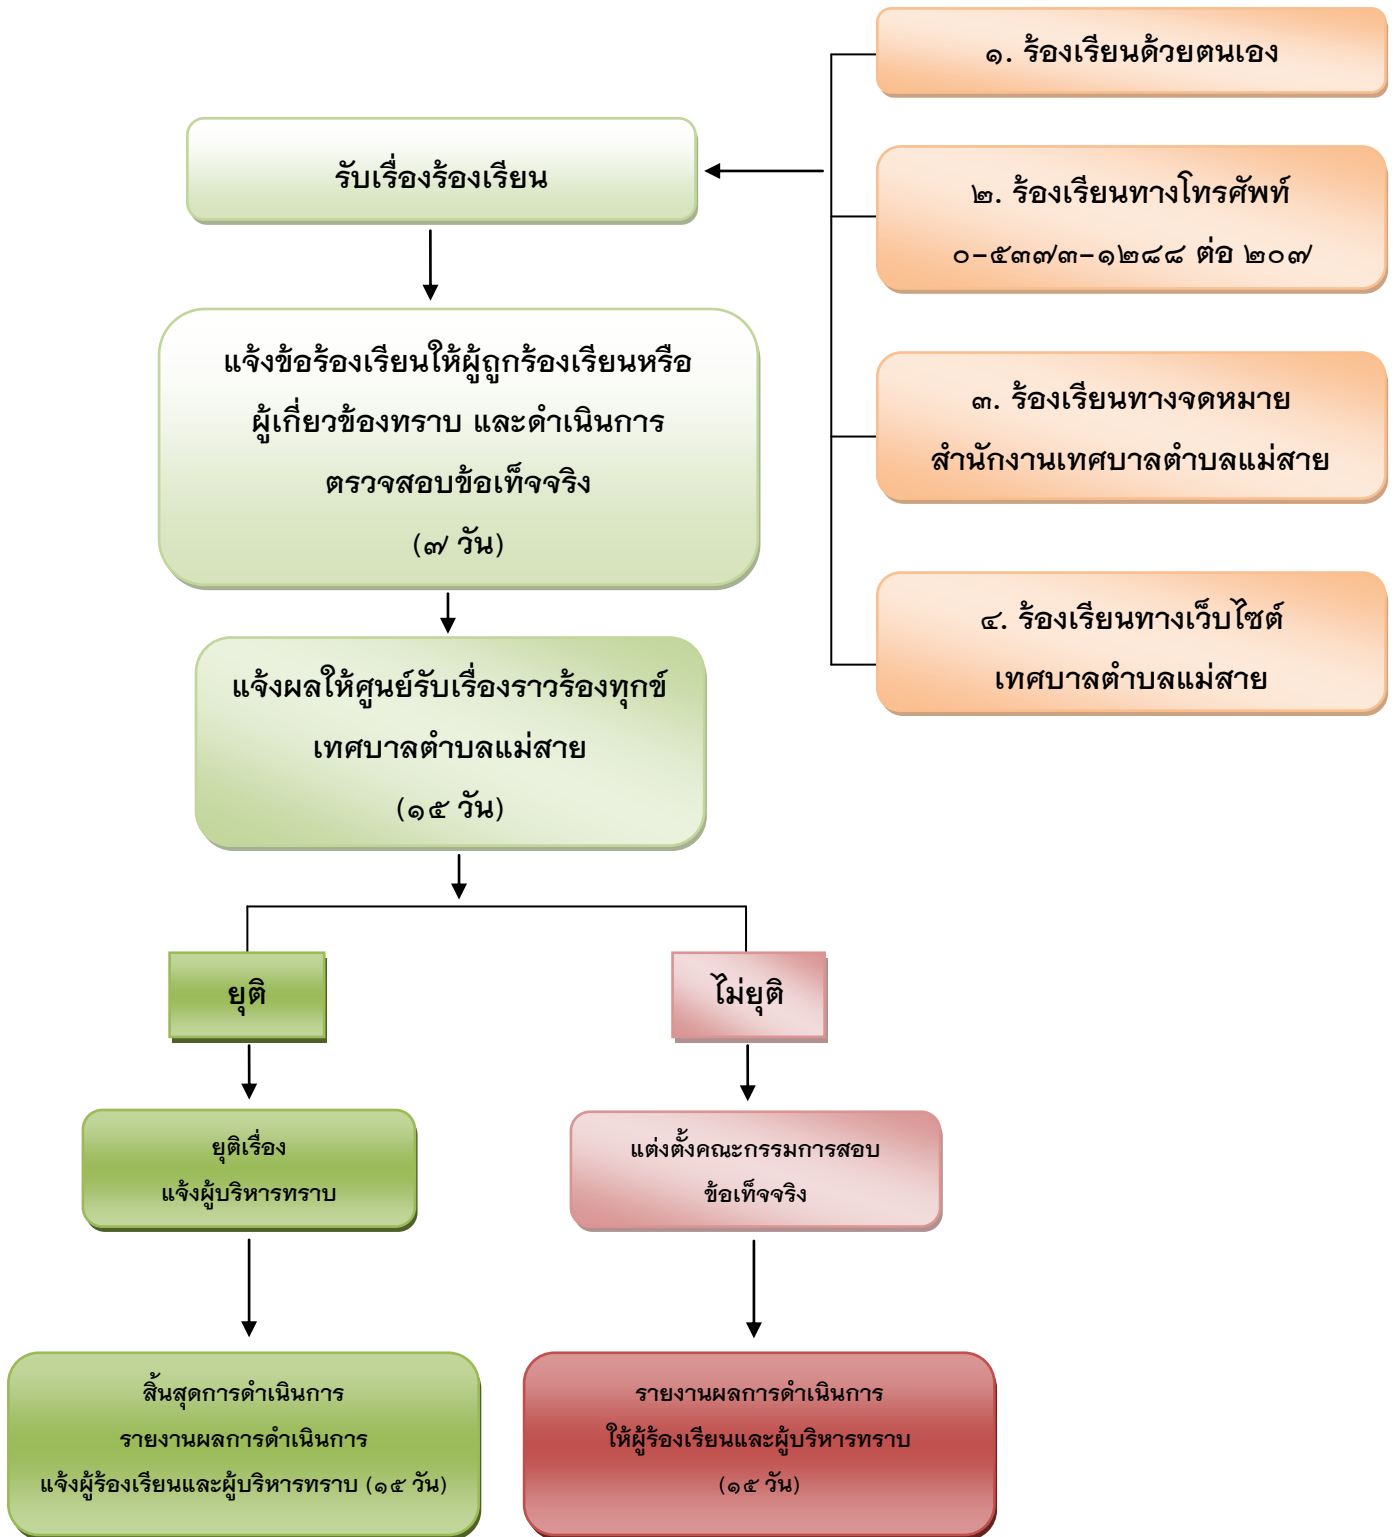 ๑. ร้องเรียนด้วยตนเอง
๒. ร้องเรียนทางโทรศัพท์
๐-๕๓๗๓-๑๒๘๘ ต่อ ๒๐๗
๓. ร้องเรียนทางจดหมาย
สำนักงานเทศบาลตำบลแม่สาย
๔. ร้องเรียนทางเว็บไซต์
เทศบาลตำบลแม่สาย
รับเรื่องร้องเรียน
แจ้งข้อร้องเรียนให้ผู้ถูกร้องเรียนหรือ
ผู้เกี่ยวข้องทราบ และดำเนินการ
ตรวจสอบข้อเท็จจริง
(๗ วัน)
แจ้งผลให้ศูนย์รับเรื่องราวร้องทุกข์
เทศบาลตำบลแม่สาย
(๑๕ วัน)
ยุติ
ไม่ยุติ
ยุติเรื่อง
แจ้งผู้บริหารทราบ
แต่งตั้งคณะกรรมการสอบ
ข้อเท็จจริง
สิ้นสุดการดำเนินการ
รายงานผลการดำเนินการ
แจ้งผู้ร้องเรียนและผู้บริหารทราบ (๑๕ วัน)
รายงานผลการดำเนินการ
ให้ผู้ร้องเรียนและผู้บริหารทราบ
(๑๕ วัน)